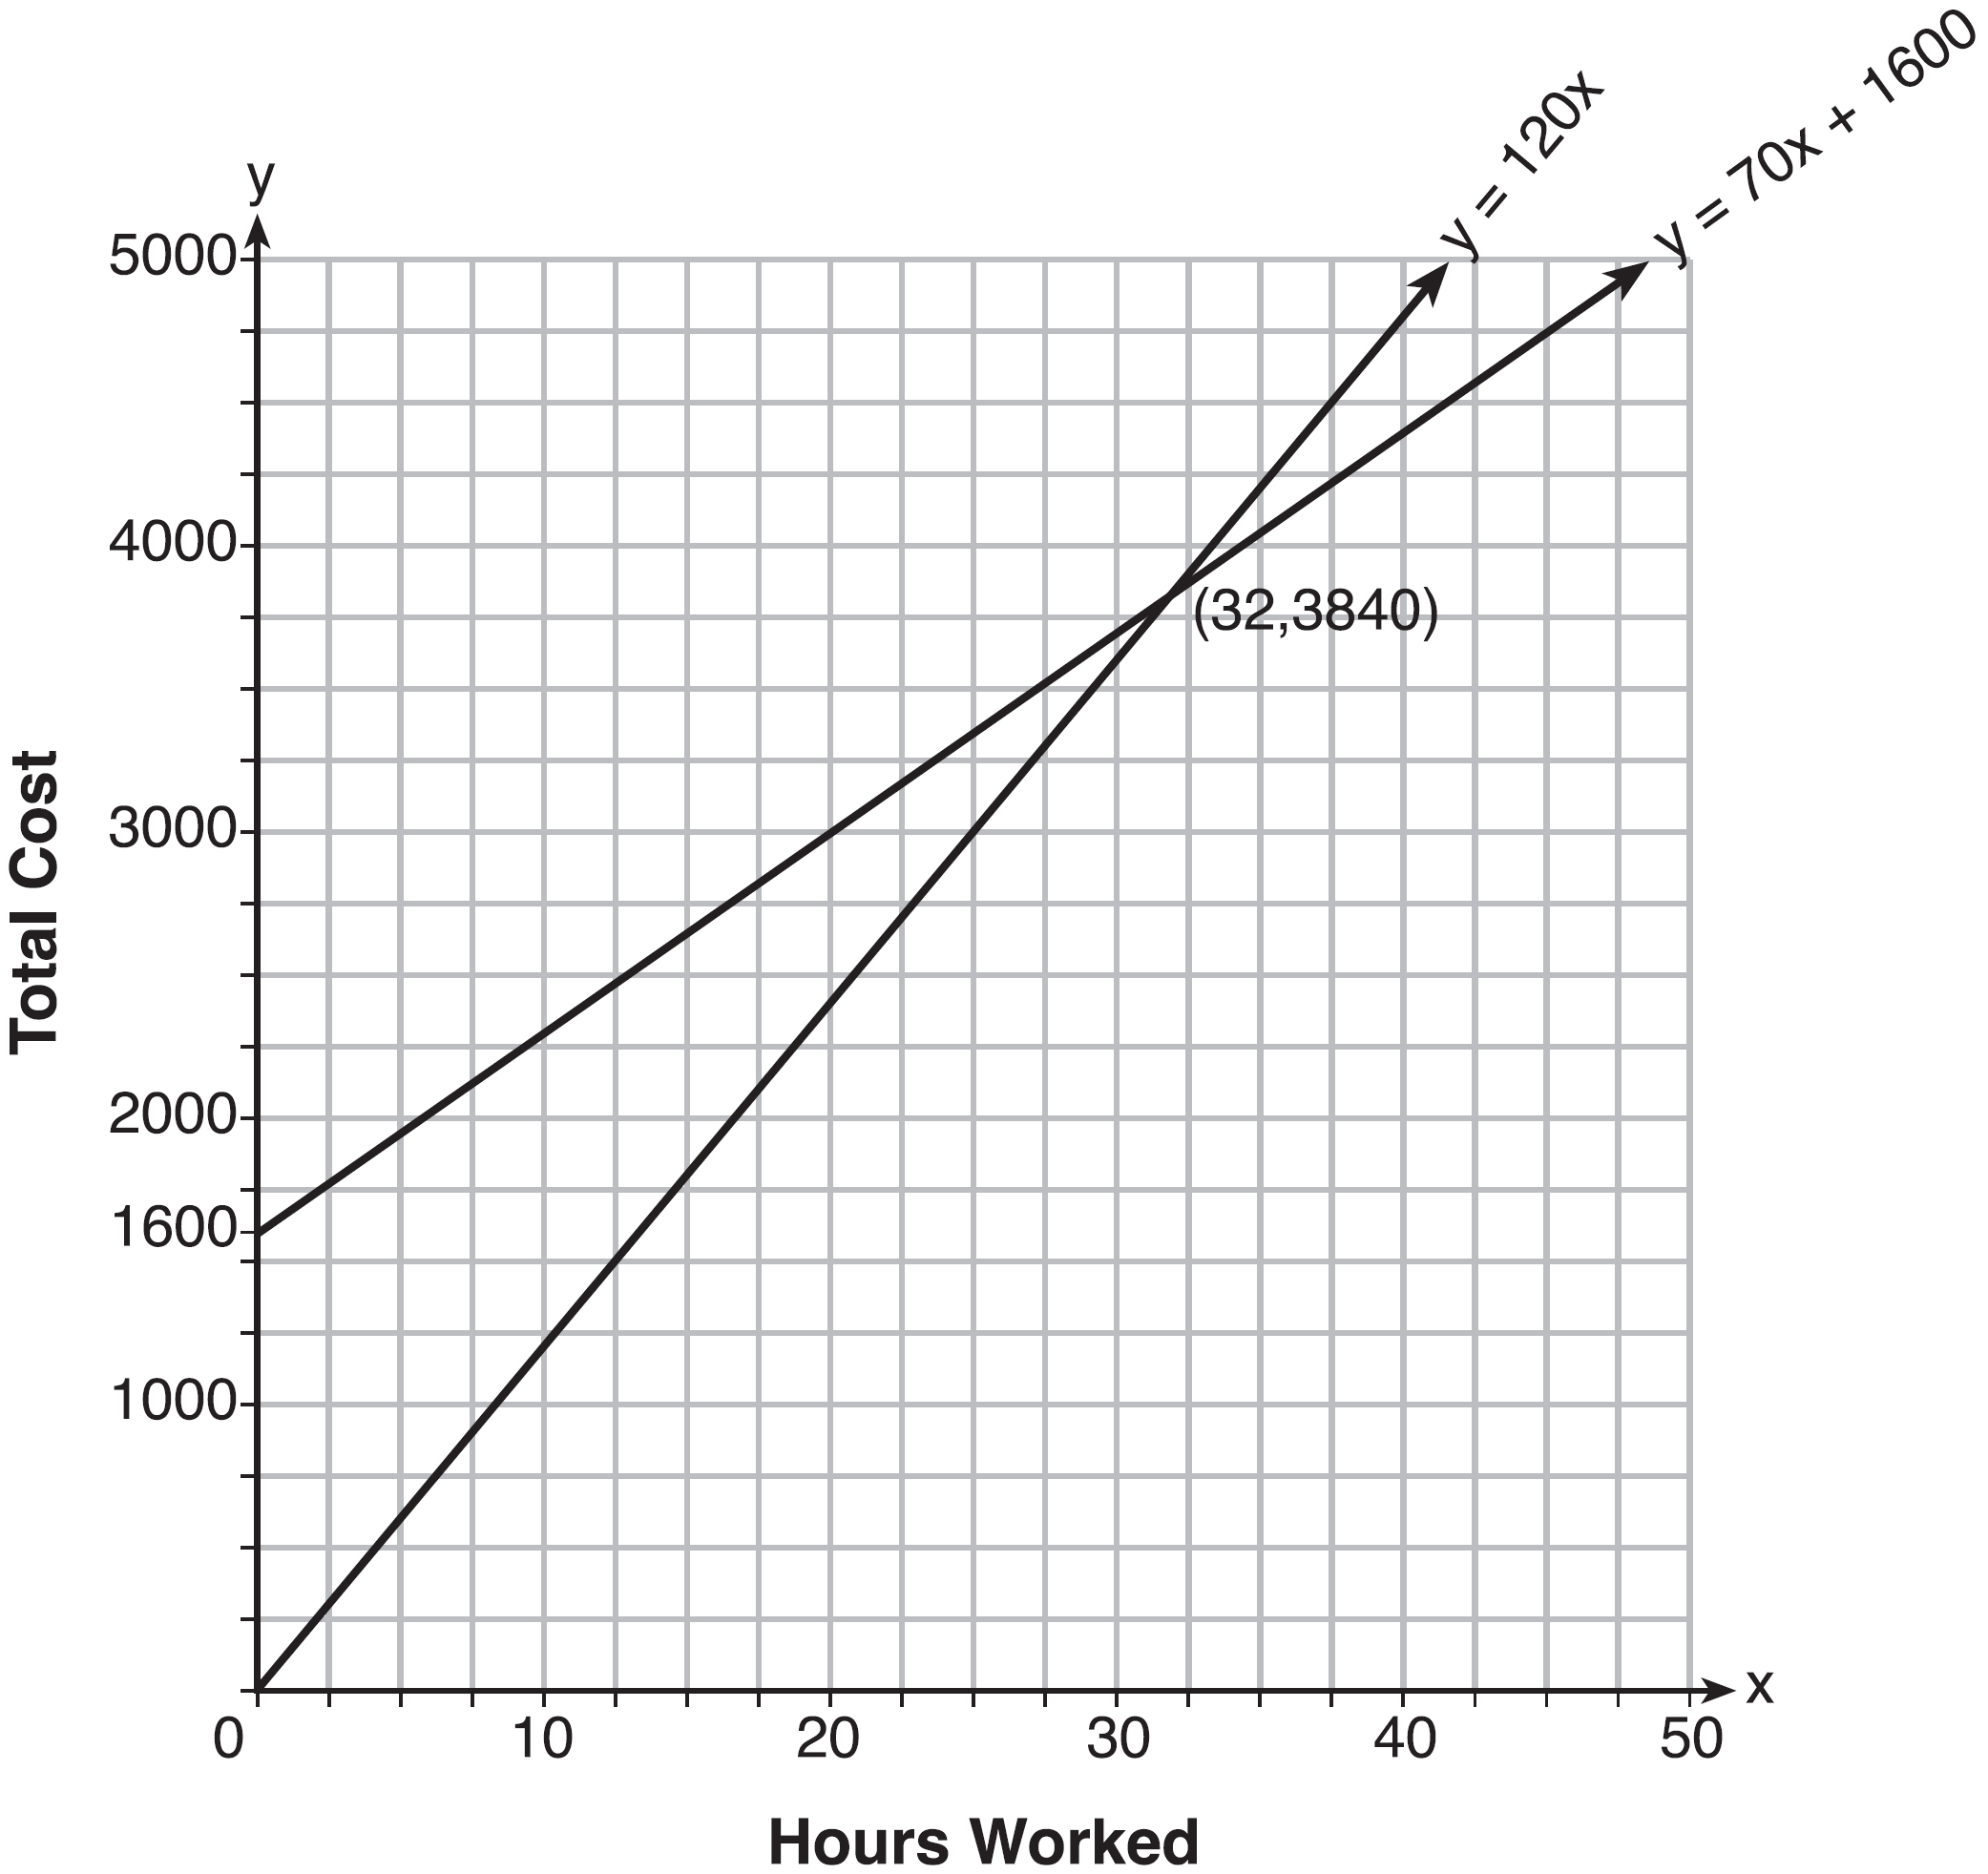 y = 120x
y = 70x + 1600
y
5000
4000
(32,3840)
3000
2000
1600
1000
Total Cost
x
0 10 20 30 40 50
Hours Worked